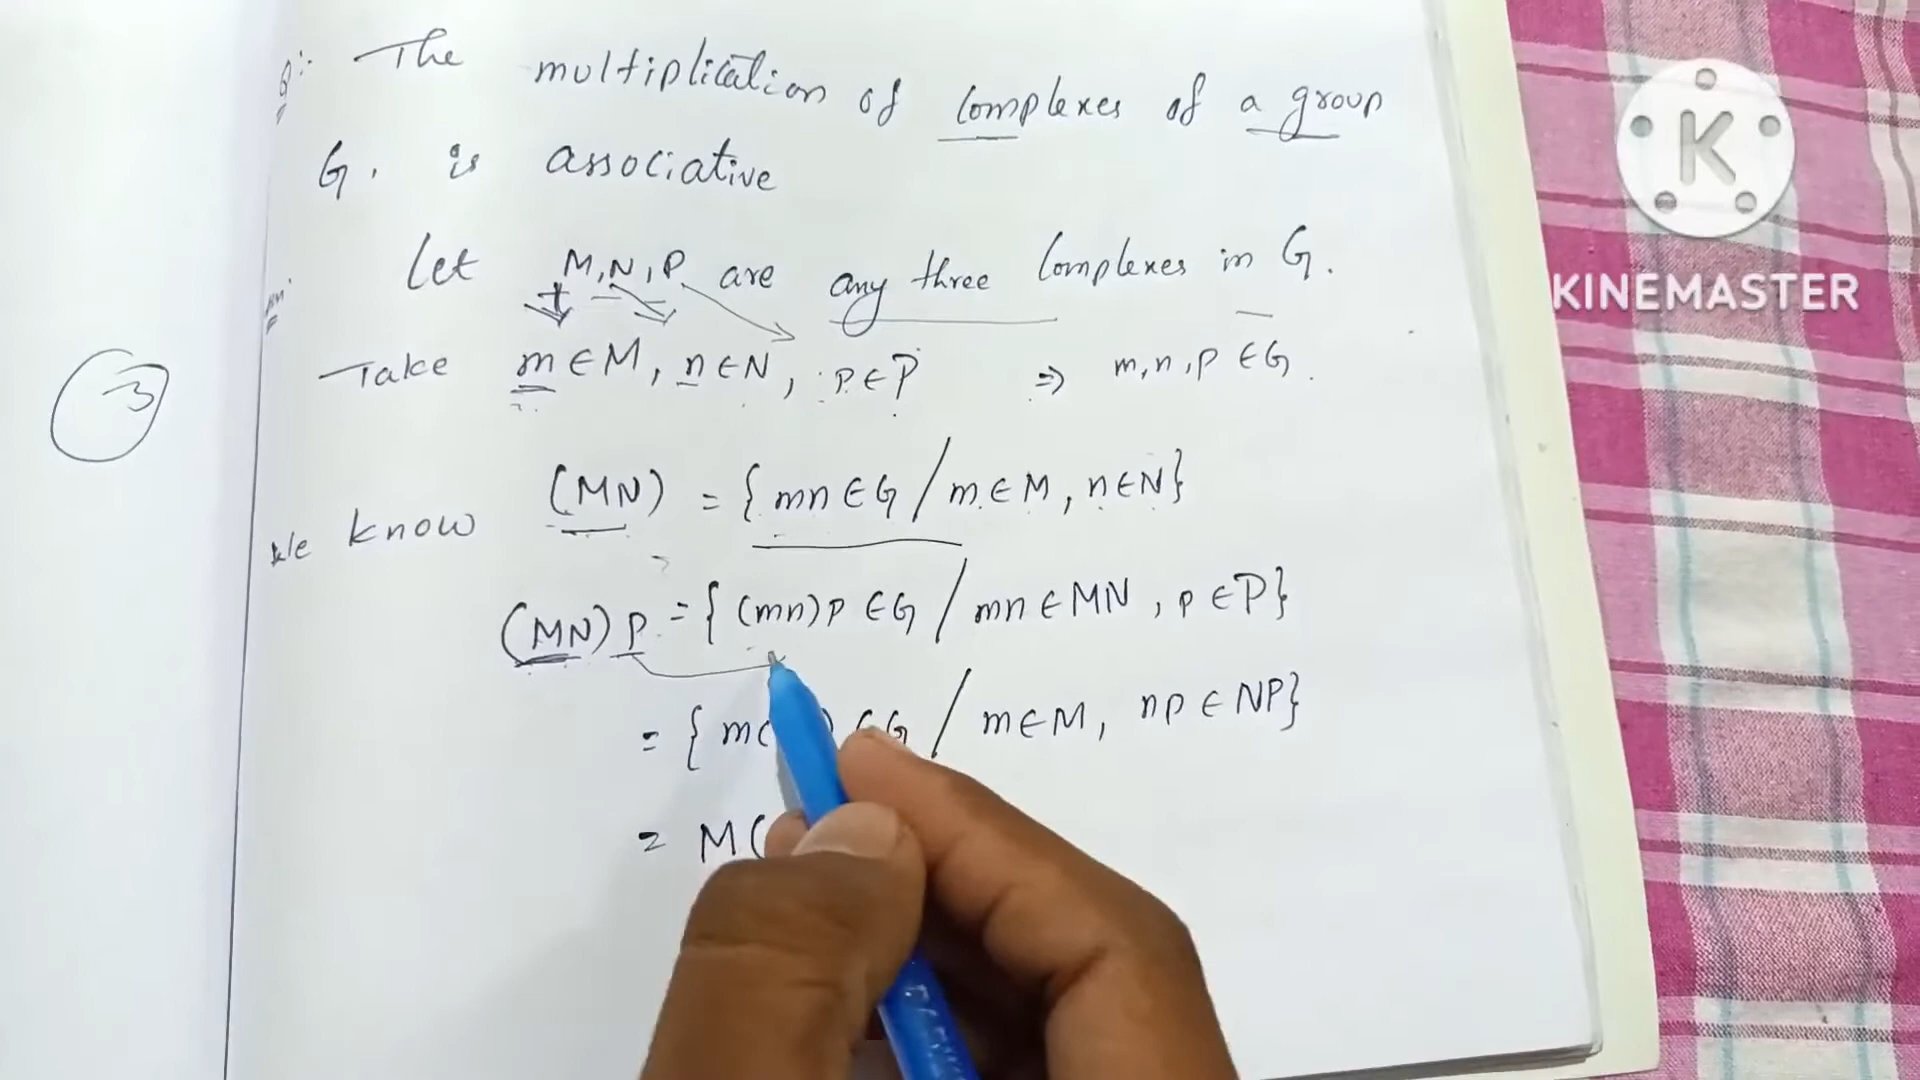 Q:- The multiplication of complexes of a group
G. is associative
Let M, N, P are any three complexes in G.
Take m ∈ M, n ∈ N, p ∈ P ⇒ m, n, p ∈ G.
3
We know (MN) = { mn ∈ G / m ∈ M, n ∈ N}
(MN) P = { (mn) p ∈ G / mn ∈ MN, p ∈ P}
= { m( ) ∈ G / m ∈ M, np ∈ NP}
= M(
K
KINEMASTER